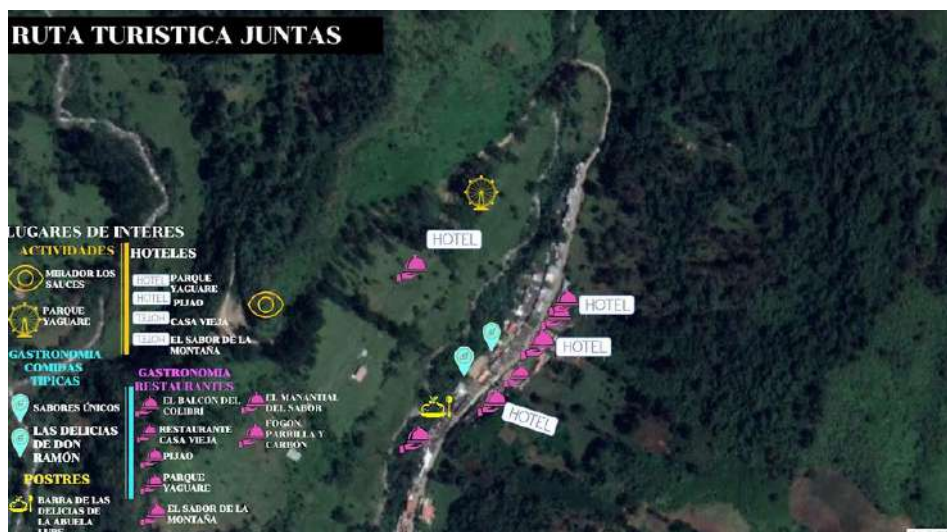 RUTA TURISTICA JUNTAS
LUGARES DE INTERES
ACTIVIDADES
MIRADOR LOS
SAUCES
PARQUE
YAGUARE
HOTELES
HOTEL PARQUE
YAGUARE
HOTEL PIJAO
HOTEL CASA VIEJA
HOTEL EL SABOR DE LA
MONTAÑA
GASTRONOMIA
COMIDAS
TIPICAS
SABORES ÚNICOS
LAS DELICIAS
DE DON
RAMÓN
POSTRES
BARRA DE LAS
DELICIAS DE
LA ABUELA
GASTRONOMIA
RESTAURANTES
EL BALCON DEL
COLIBRI
RESTAURANTE
CASA VIEJA
PIJAO
PARQUE
YAGUARE
EL SABOR DE LA
MONTAÑA
EL MANANTIAL
DEL SABOR
FOGON,
PARRILLA Y
CARBÓN
HOTEL
HOTEL
HOTEL
HOTEL